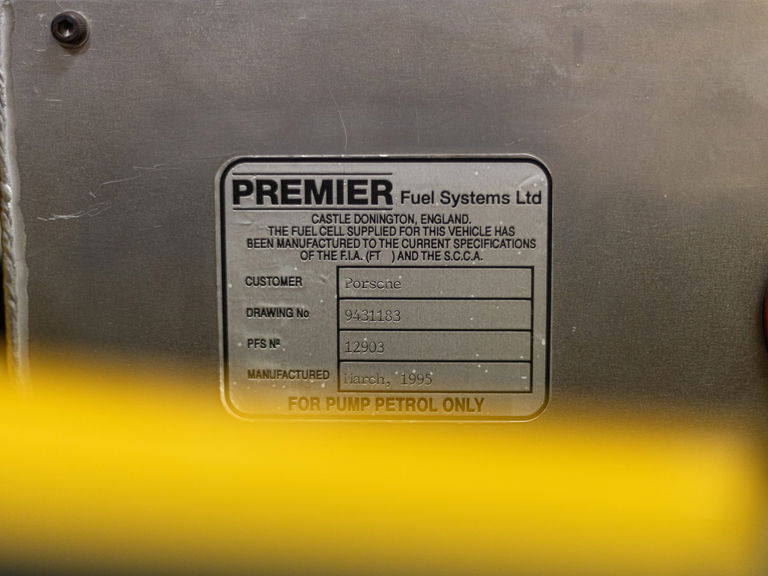 PREMIER Fuel Systems Ltd
CASTLE DONINGTON, ENGLAND.
THE FUEL CELL SUPPLIED FOR THIS VEHICLE HAS
BEEN MANUFACTURED TO THE CURRENT SPECIFICATIONS
OF THE F.I.A. (FT   ) AND THE S.C.C.A.
CUSTOMER Porsche
DRAWING No 9431183
PFS Nº 12903
MANUFACTURED March, 1995
FOR PUMP PETROL ONLY